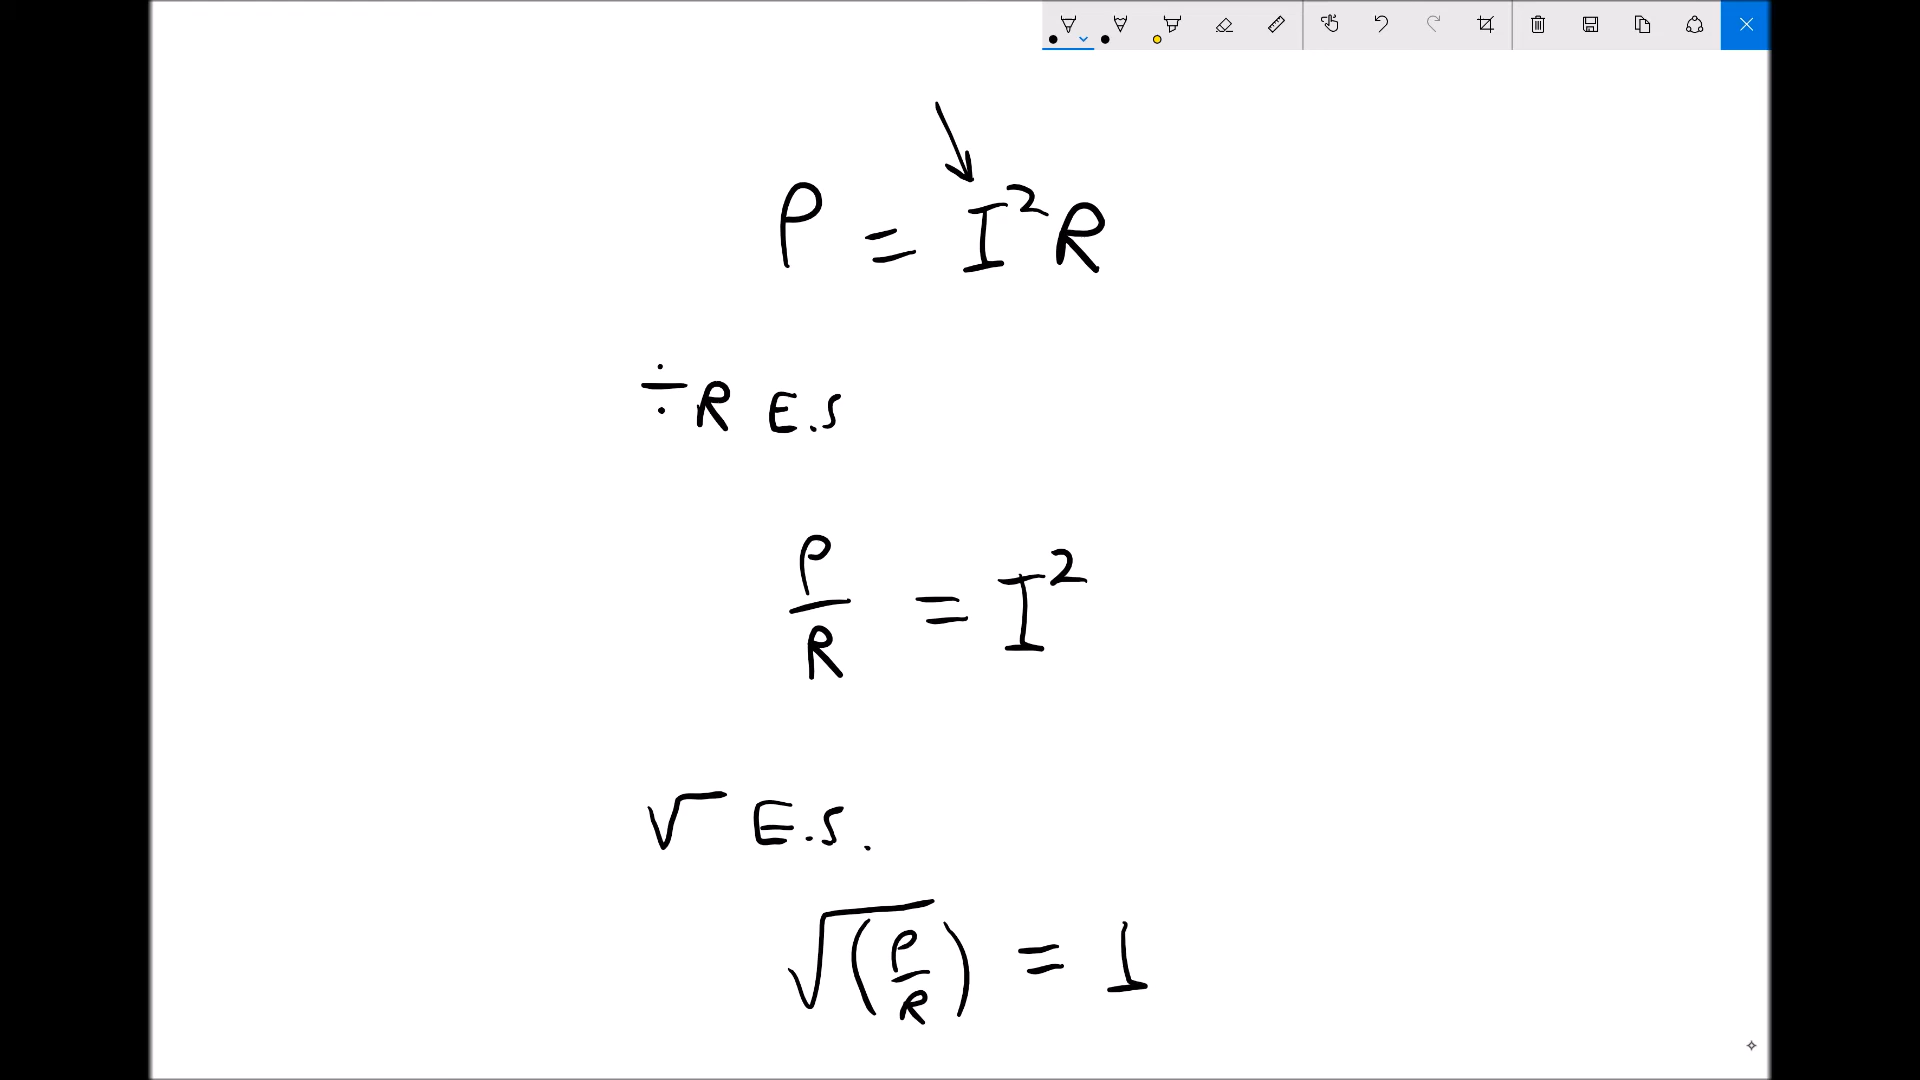 P = I²R
÷R E.S
P/R = I²
√ E.S.
√(P/R) = I